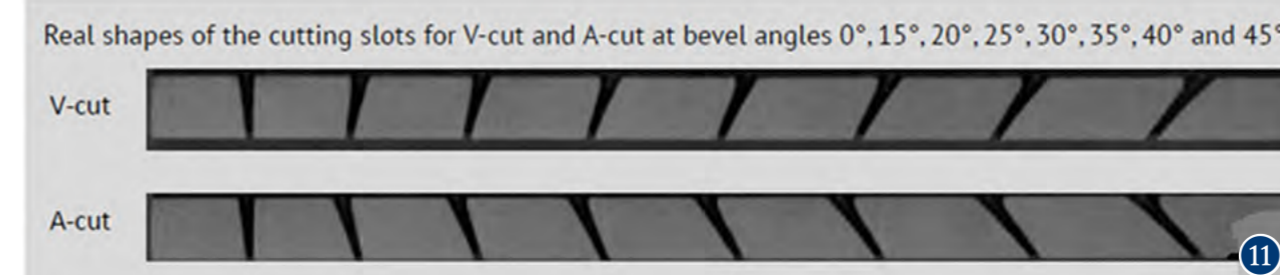 Real shapes of the cutting slots for V-cut and A-cut at bevel angles 0°, 15°, 20°, 25°, 30°, 35°, 40° and 45°
V-cut
A-cut
11